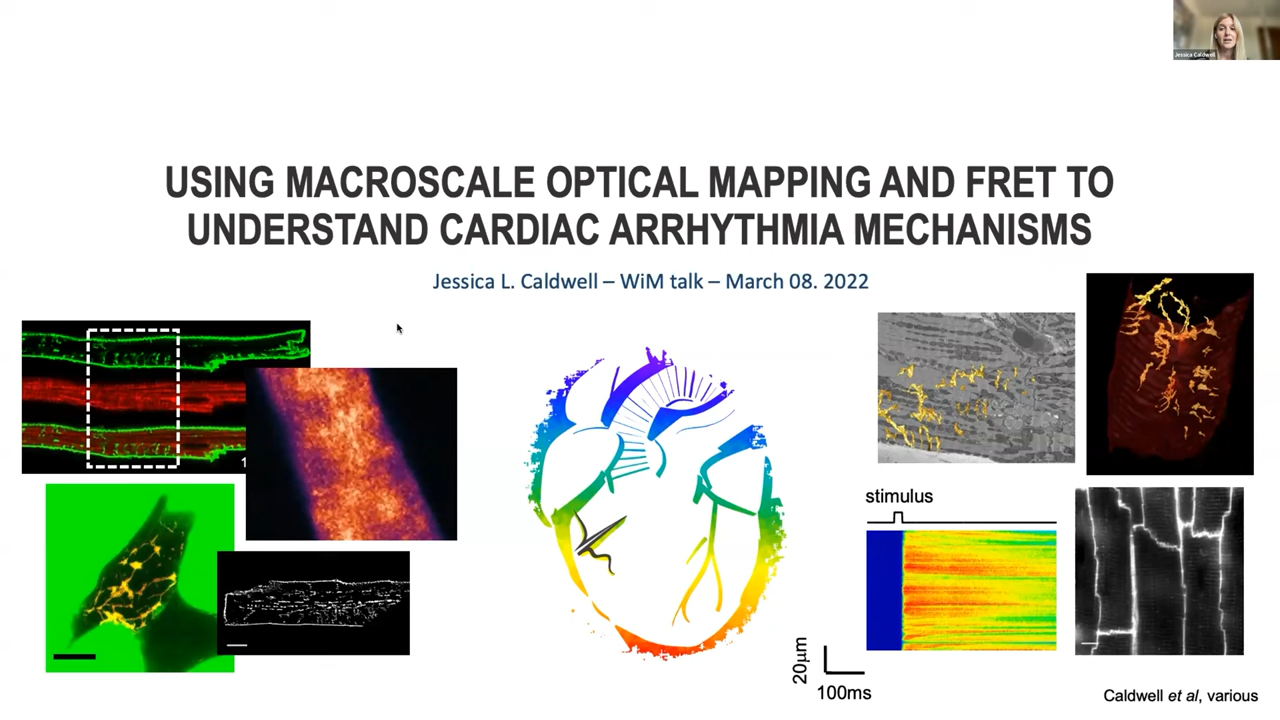 Jessica Caldwell
USING MACROSCALE OPTICAL MAPPING AND FRET TO
UNDERSTAND CARDIAC ARRHYTHMIA MECHANISMS
Jessica L. Caldwell – WiM talk – March 08. 2022
stimulus
20µm
100ms
Caldwell et al, various